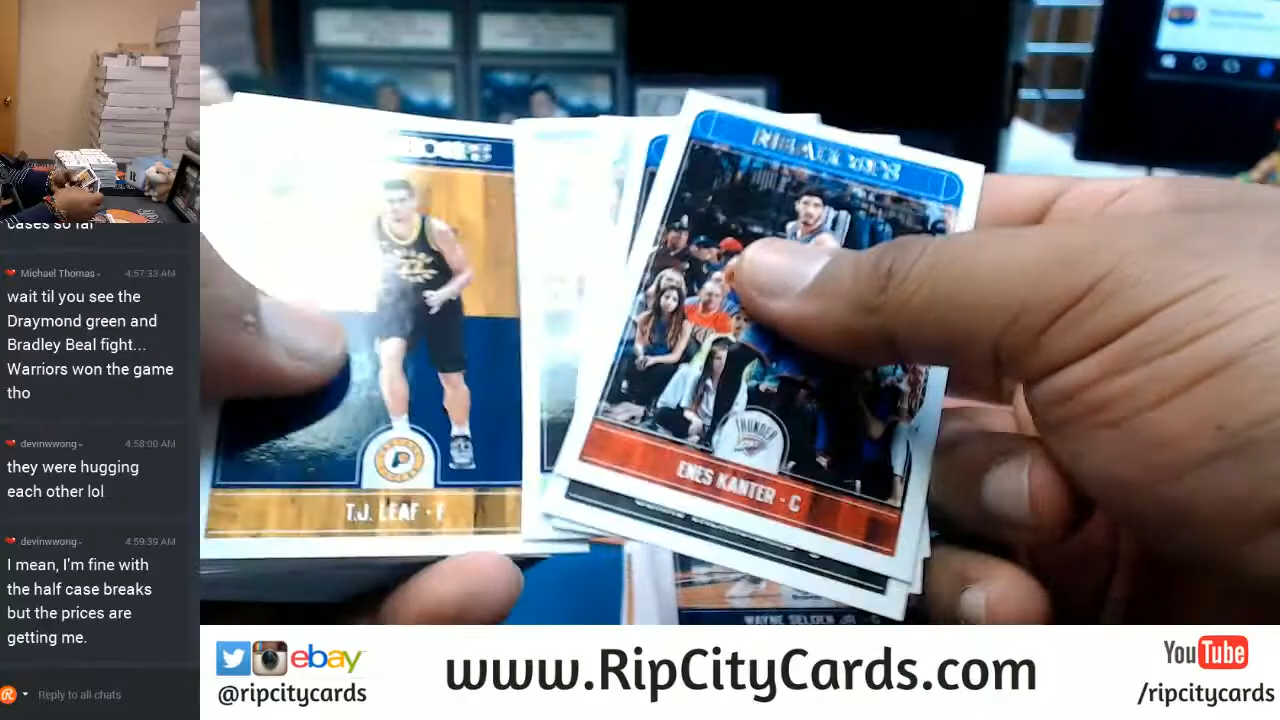 cases so far
Michael Thomas - 4:57:33 AM
wait til you see the
Draymond green and
Bradley Beal fight...
Warriors won the game
tho
devinwwong - 4:58:00 AM
they were hugging
each other lol
devinwwong - 4:59:39 AM
I mean, I'm fine with
the half case breaks
but the prices are
getting me.
Reply to all chats
T.J. LEAF · F
THUNDER
ENES KANTER · C
WAYNE SELDEN JR
ebay
@ripcitycards
www.RipCityCards.com
YouTube
/ripcitycards